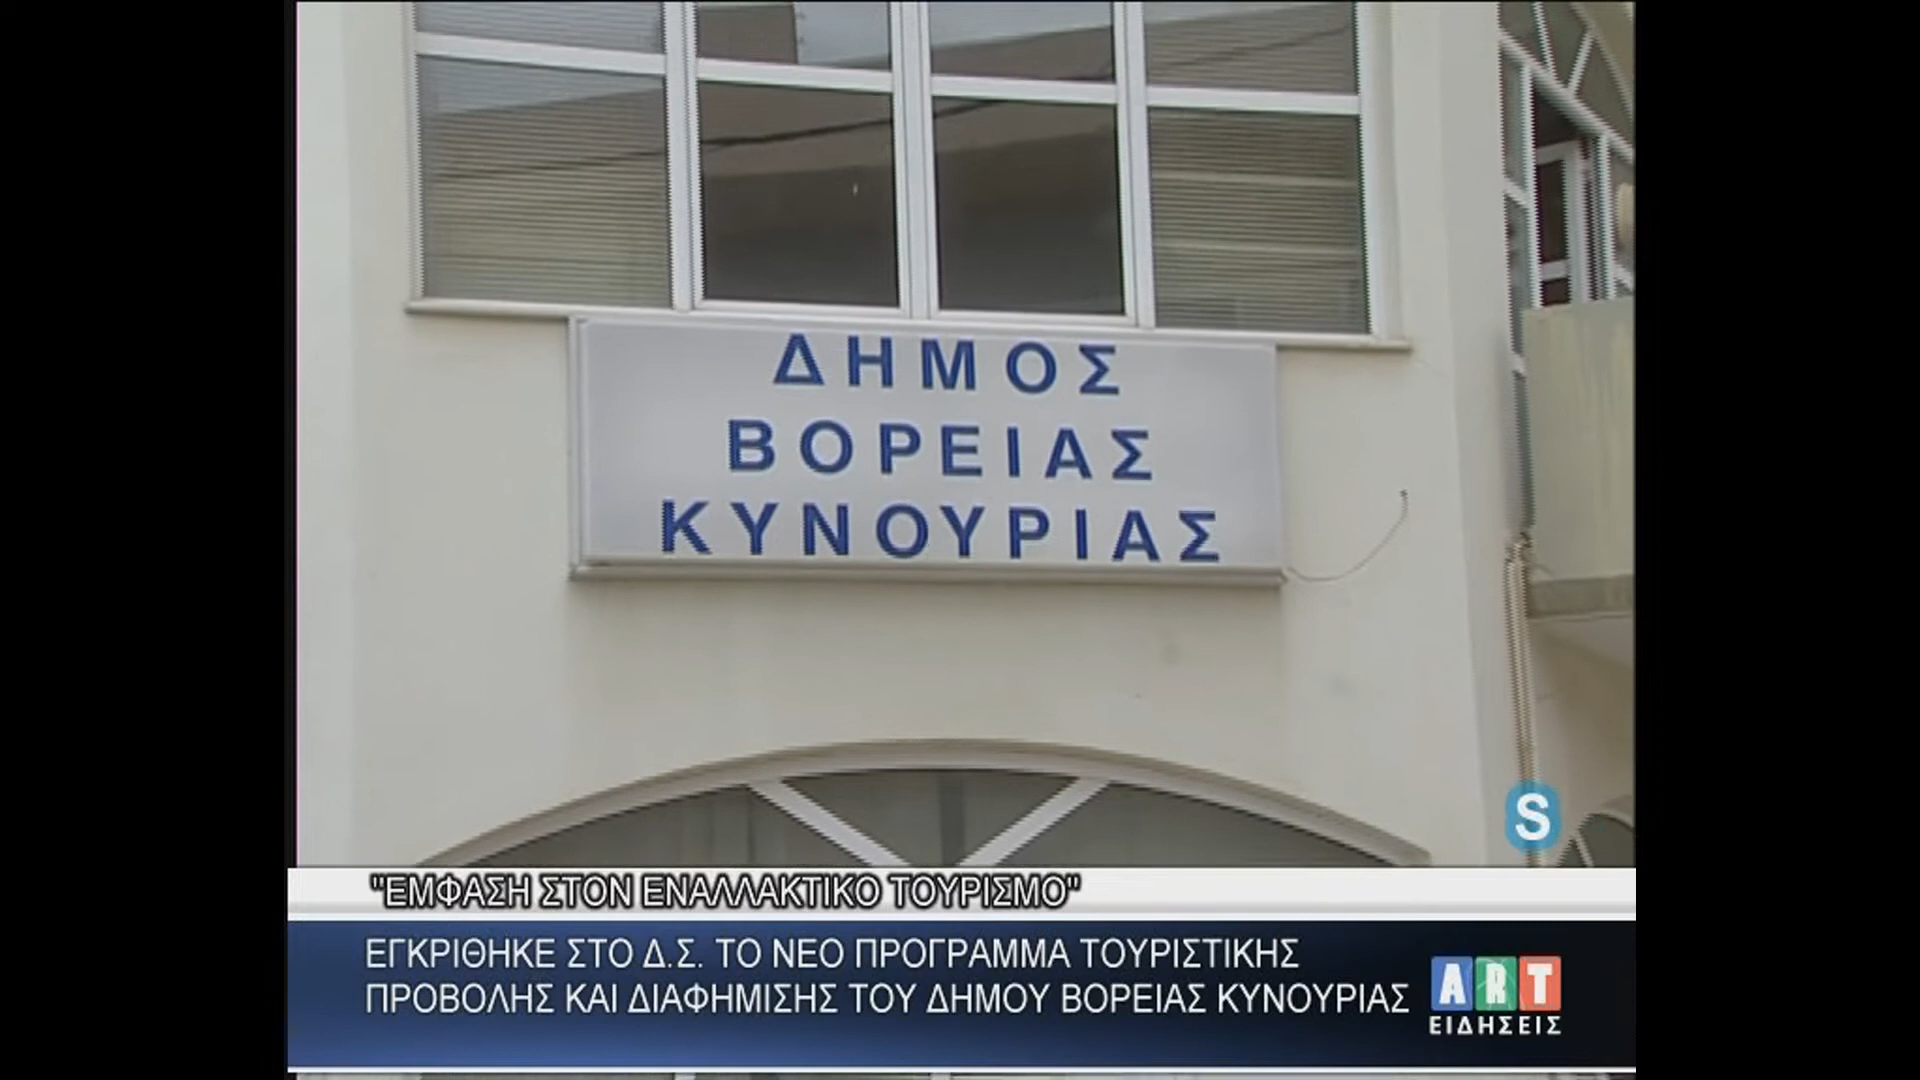 ΔΗΜΟΣ
ΒΟΡΕΙΑΣ
ΚΥΝΟΥΡΙΑΣ
S
"ΕΜΦΑΣΗ ΣΤΟΝ ΕΝΑΛΛΑΚΤΙΚΟ ΤΟΥΡΙΣΜΟ"
ΕΓΚΡΙΘΗΚΕ ΣΤΟ Δ.Σ. ΤΟ ΝΕΟ ΠΡΟΓΡΑΜΜΑ ΤΟΥΡΙΣΤΙΚΗΣ
ΠΡΟΒΟΛΗΣ ΚΑΙ ΔΙΑΦΗΜΙΣΗΣ ΤΟΥ ΔΗΜΟΥ ΒΟΡΕΙΑΣ ΚΥΝΟΥΡΙΑΣ
ART
ΕΙΔΗΣΕΙΣ